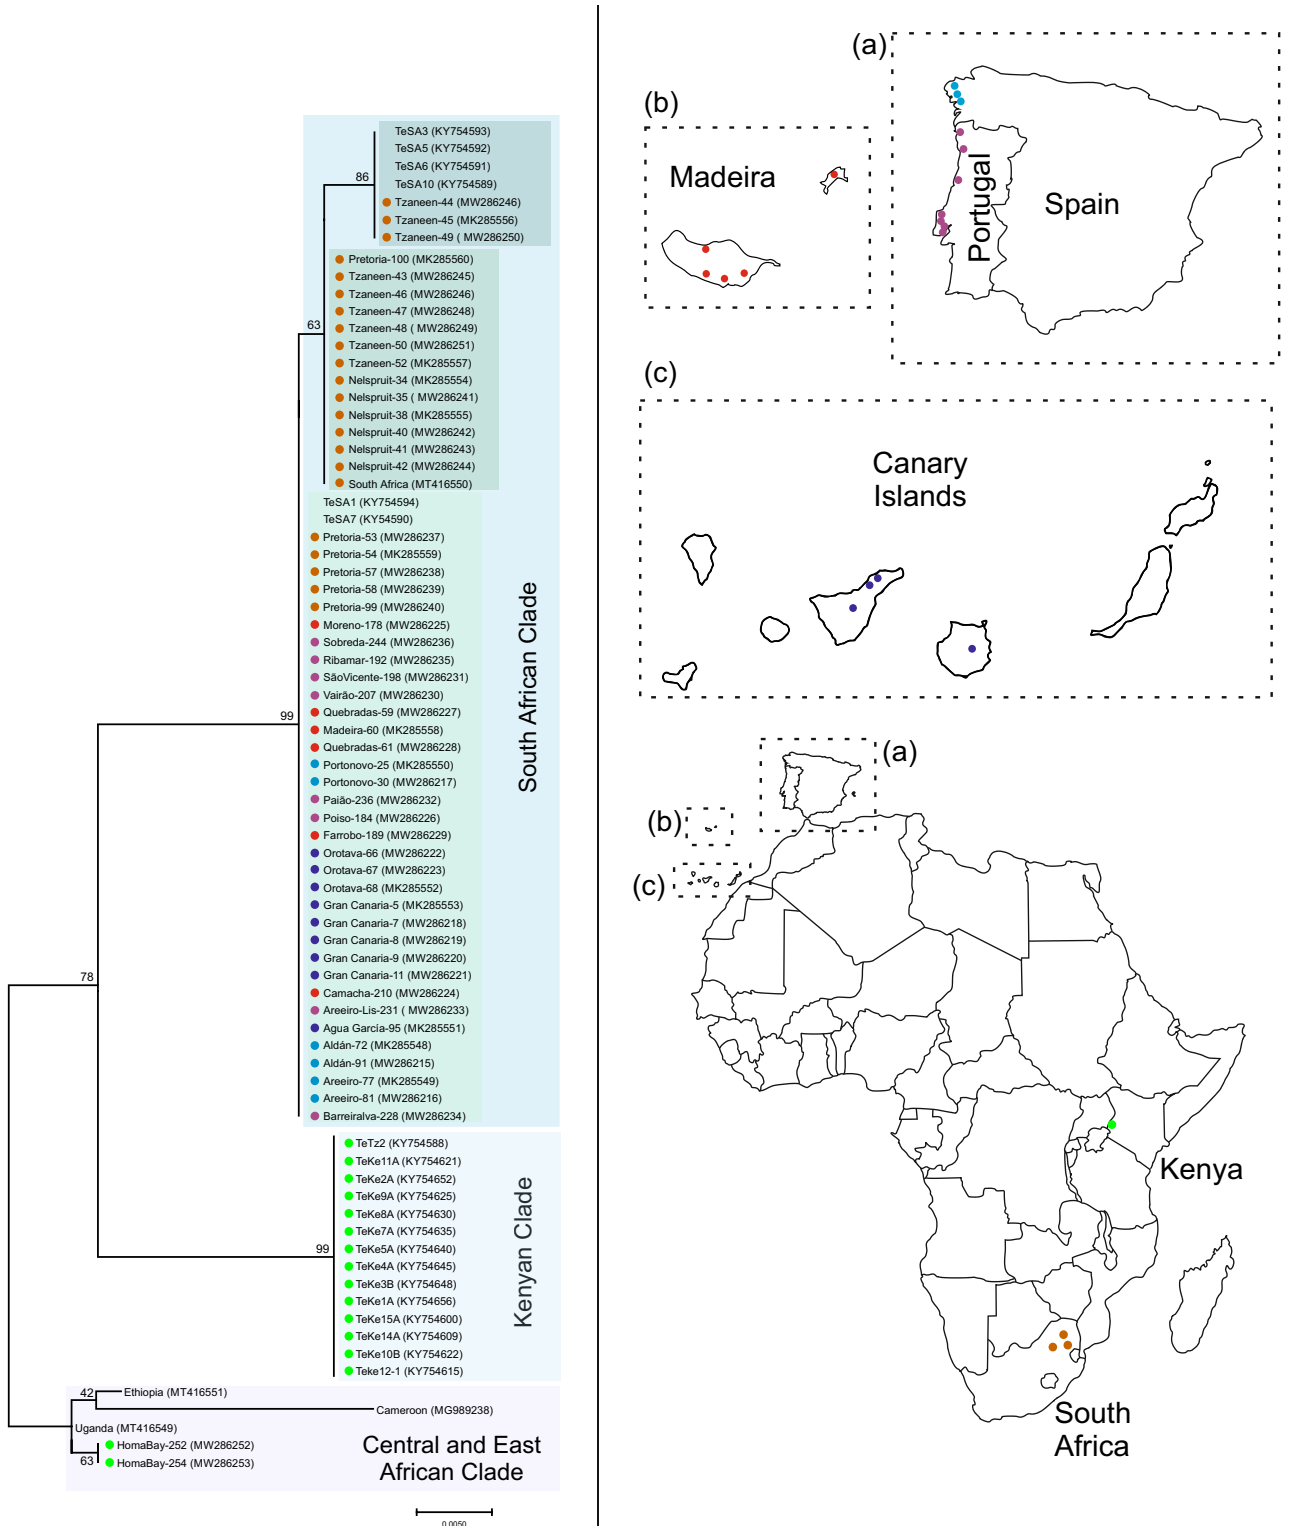 86
TeSA3 (KY754593)
TeSA5 (KY754592)
TeSA6 (KY754591)
TeSA10 (KY754589)
Tzaneen-44 (MW286246)
Tzaneen-45 (MK285556)
Tzaneen-49 ( MW286250)
63
Pretoria-100 (MK285560)
Tzaneen-43 (MW286245)
Tzaneen-46 (MW286246)
Tzaneen-47 (MW286248)
Tzaneen-48 ( MW286249)
Tzaneen-50 (MW286251)
Tzaneen-52 (MK285557)
Nelspruit-34 (MK285554)
Nelspruit-35 ( MW286241)
Nelspruit-38 (MK285555)
Nelspruit-40 (MW286242)
Nelspruit-41 (MW286243)
Nelspruit-42 (MW286244)
South Africa (MT416550)
TeSA1 (KY754594)
TeSA7 (KY54590)
Pretoria-53 (MW286237)
Pretoria-54 (MK285559)
Pretoria-57 (MW286238)
Pretoria-58 (MW286239)
Pretoria-99 (MW286240)
Moreno-178 (MW286225)
Sobreda-244 (MW286236)
Ribamar-192 (MW286235)
SãoVicente-198 (MW286231)
Vairão-207 (MW286230)
Quebradas-59 (MW286227)
Madeira-60 (MK285558)
Quebradas-61 (MW286228)
Portonovo-25 (MK285550)
Portonovo-30 (MW286217)
Paião-236 (MW286232)
Poiso-184 (MW286226)
Farrobo-189 (MW286229)
Orotava-66 (MW286222)
Orotava-67 (MW286223)
Orotava-68 (MK285552)
Gran Canaria-5 (MK285553)
Gran Canaria-7 (MW286218)
Gran Canaria-8 (MW286219)
Gran Canaria-9 (MW286220)
Gran Canaria-11 (MW286221)
Camacha-210 (MW286224)
Areeiro-Lis-231 ( MW286233)
Agua García-95 (MK285551)
Aldán-72 (MK285548)
Aldán-91 (MW286215)
Areeiro-77 (MK285549)
Areeiro-81 (MW286216)
Barreiralva-228 (MW286234)
South African Clade
99
78
99
TeTz2 (KY754588)
TeKe11A (KY754621)
TeKe2A (KY754652)
TeKe9A (KY754625)
TeKe8A (KY754630)
TeKe7A (KY754635)
TeKe5A (KY754640)
TeKe4A (KY754645)
TeKe3B (KY754648)
TeKe1A (KY754656)
TeKe15A (KY754600)
TeKe14A (KY754609)
TeKe10B (KY754622)
Teke12-1 (KY754615)
Kenyan Clade
42
Ethiopia (MT416551)
Cameroon (MG989238)
Uganda (MT416549)
HomaBay-252 (MW286252)
63
HomaBay-254 (MW286253)
Central and East
African Clade
0.0050
(a)
Portugal
Spain
(b)
Madeira
(c)
Canary
Islands
(a)
(b)
(c)
Kenya
South
Africa